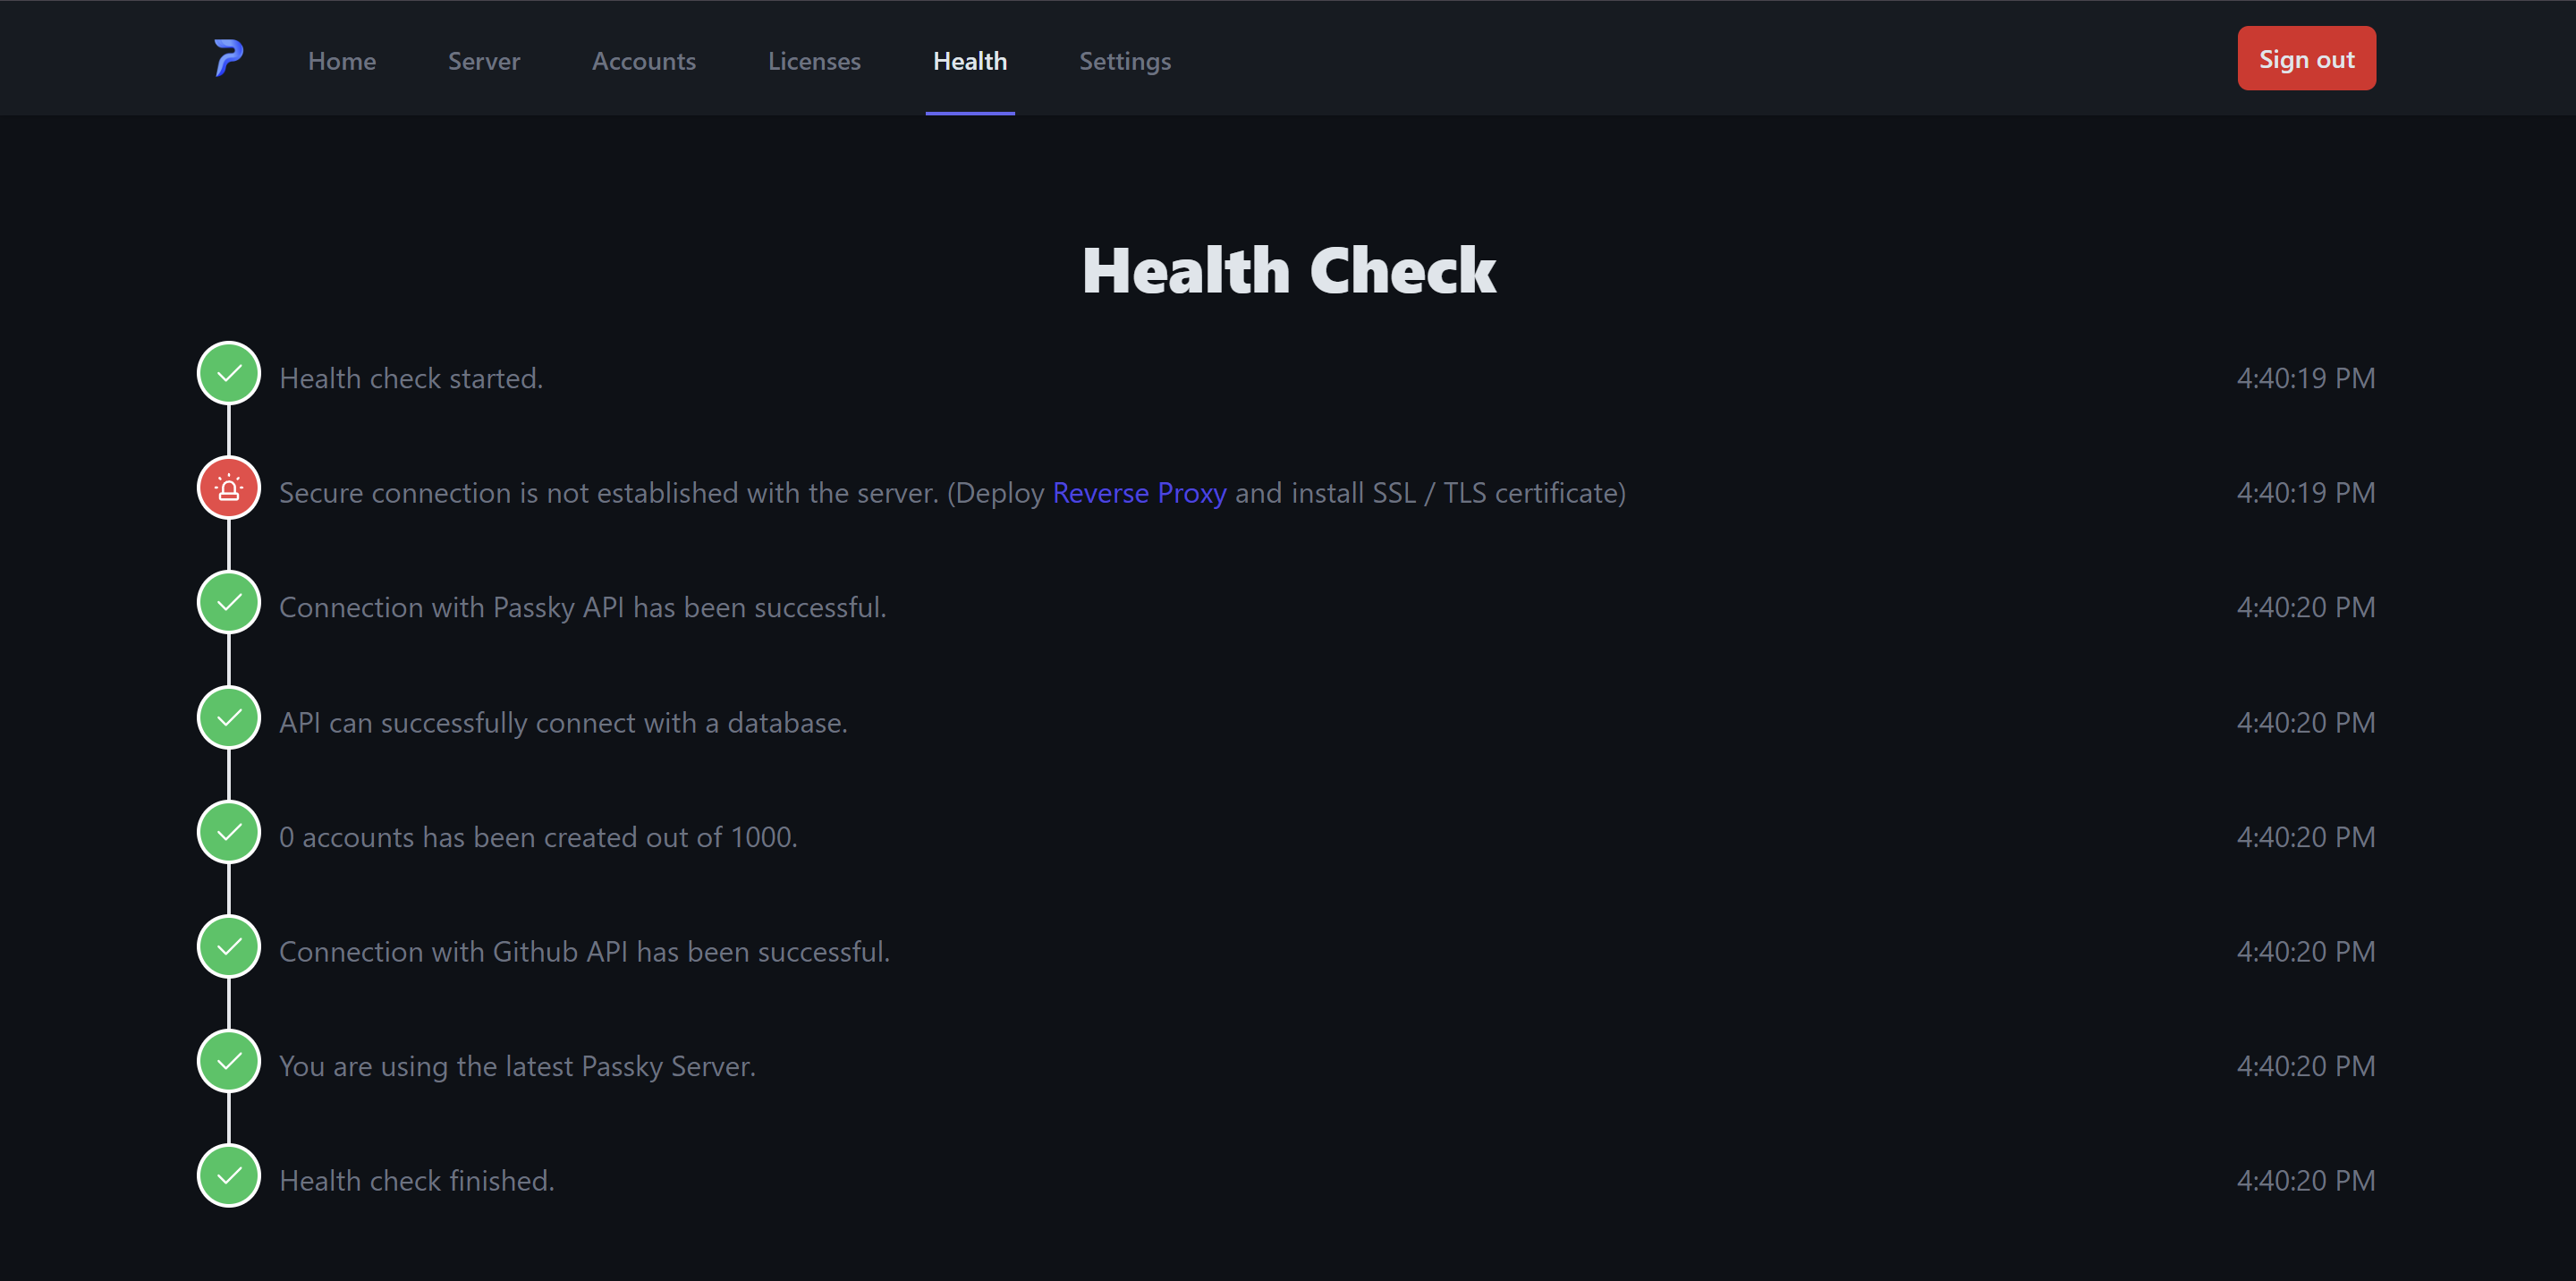 Home Server Accounts Licenses Health Settings Sign out
Health Check
Health check started. 4:40:19 PM
Secure connection is not established with the server. (Deploy Reverse Proxy and install SSL / TLS certificate) 4:40:19 PM
Connection with Passky API has been successful. 4:40:20 PM
API can successfully connect with a database. 4:40:20 PM
0 accounts has been created out of 1000. 4:40:20 PM
Connection with Github API has been successful. 4:40:20 PM
You are using the latest Passky Server. 4:40:20 PM
Health check finished. 4:40:20 PM